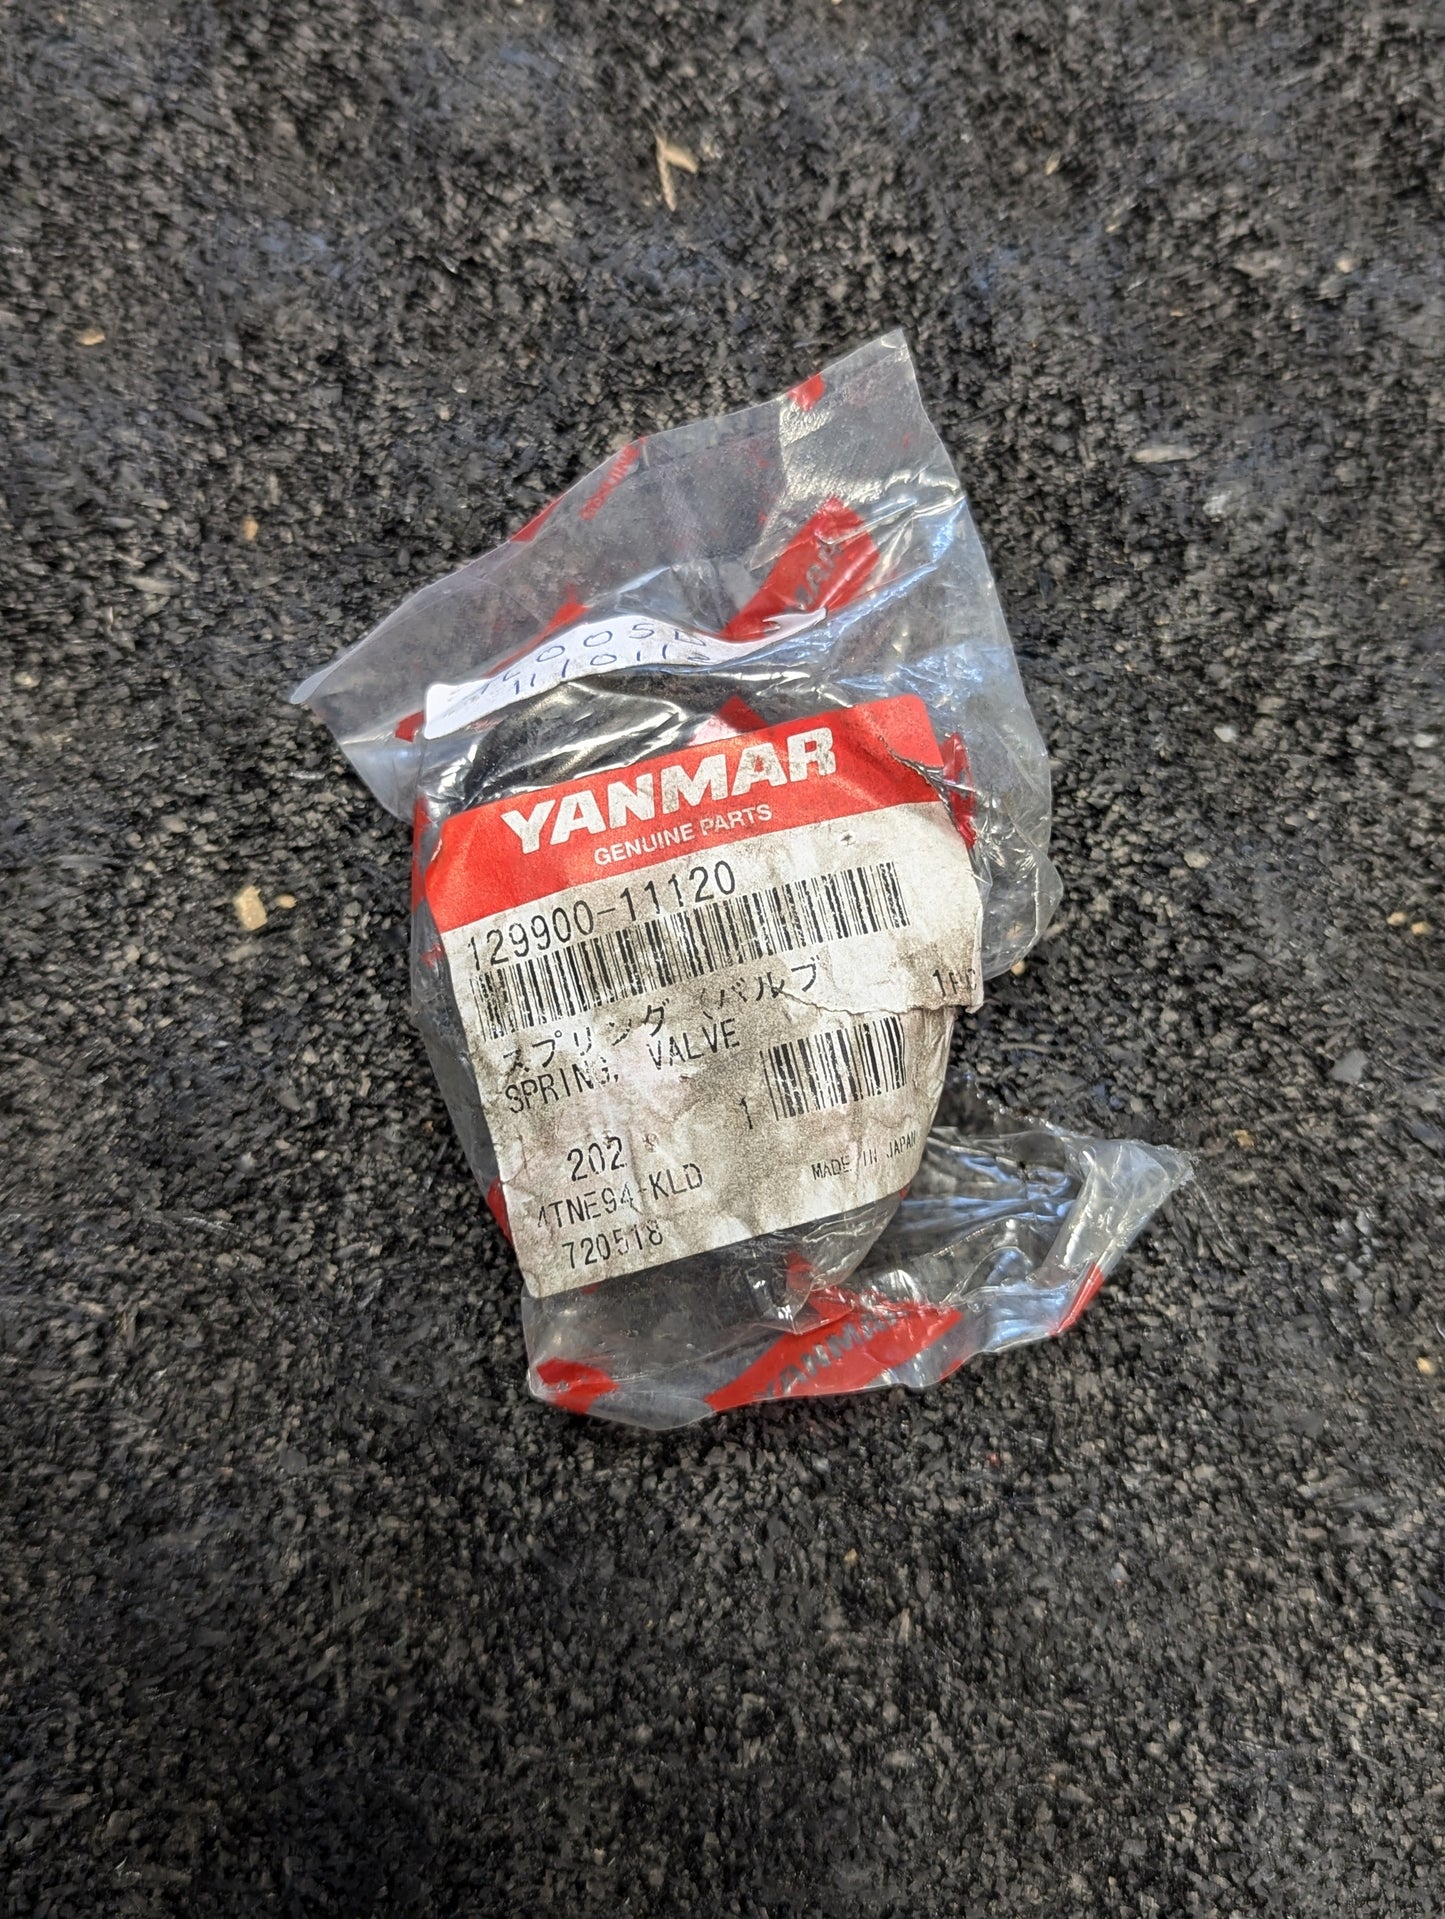 YANMAR
GENUINE PARTS
129900-11120
スプリング (バルブ
SPRING, VALVE
1
202
4TNE94-KLD
MADE IN JAPAN
720518
YANMAR